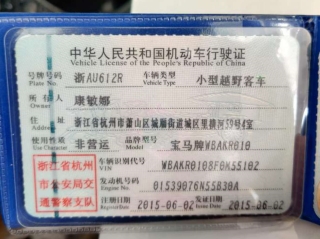 中华人民共和国机动车行驶证
Vehicle License of the People's Republic of China
号牌号码 浙AU612R 车辆类型 小型越野客车
Plate No. Vehicle Type
所有人 康敏娜
Owner
住址 浙江省杭州市萧山区城厢街道城区里横河59号4室
Address
使用性质 非营运 品牌型号 宝马牌WBAKR010
Use Character Model
浙江省杭州 车辆识别代号 WBAKR0108F0K55102
VIN
市公安局交 发动机号码 01539076N55B30A
Engine No.
通警察支队 注册日期 2015-06-02 发证日期 2015-06-02
Register Date Issue Date